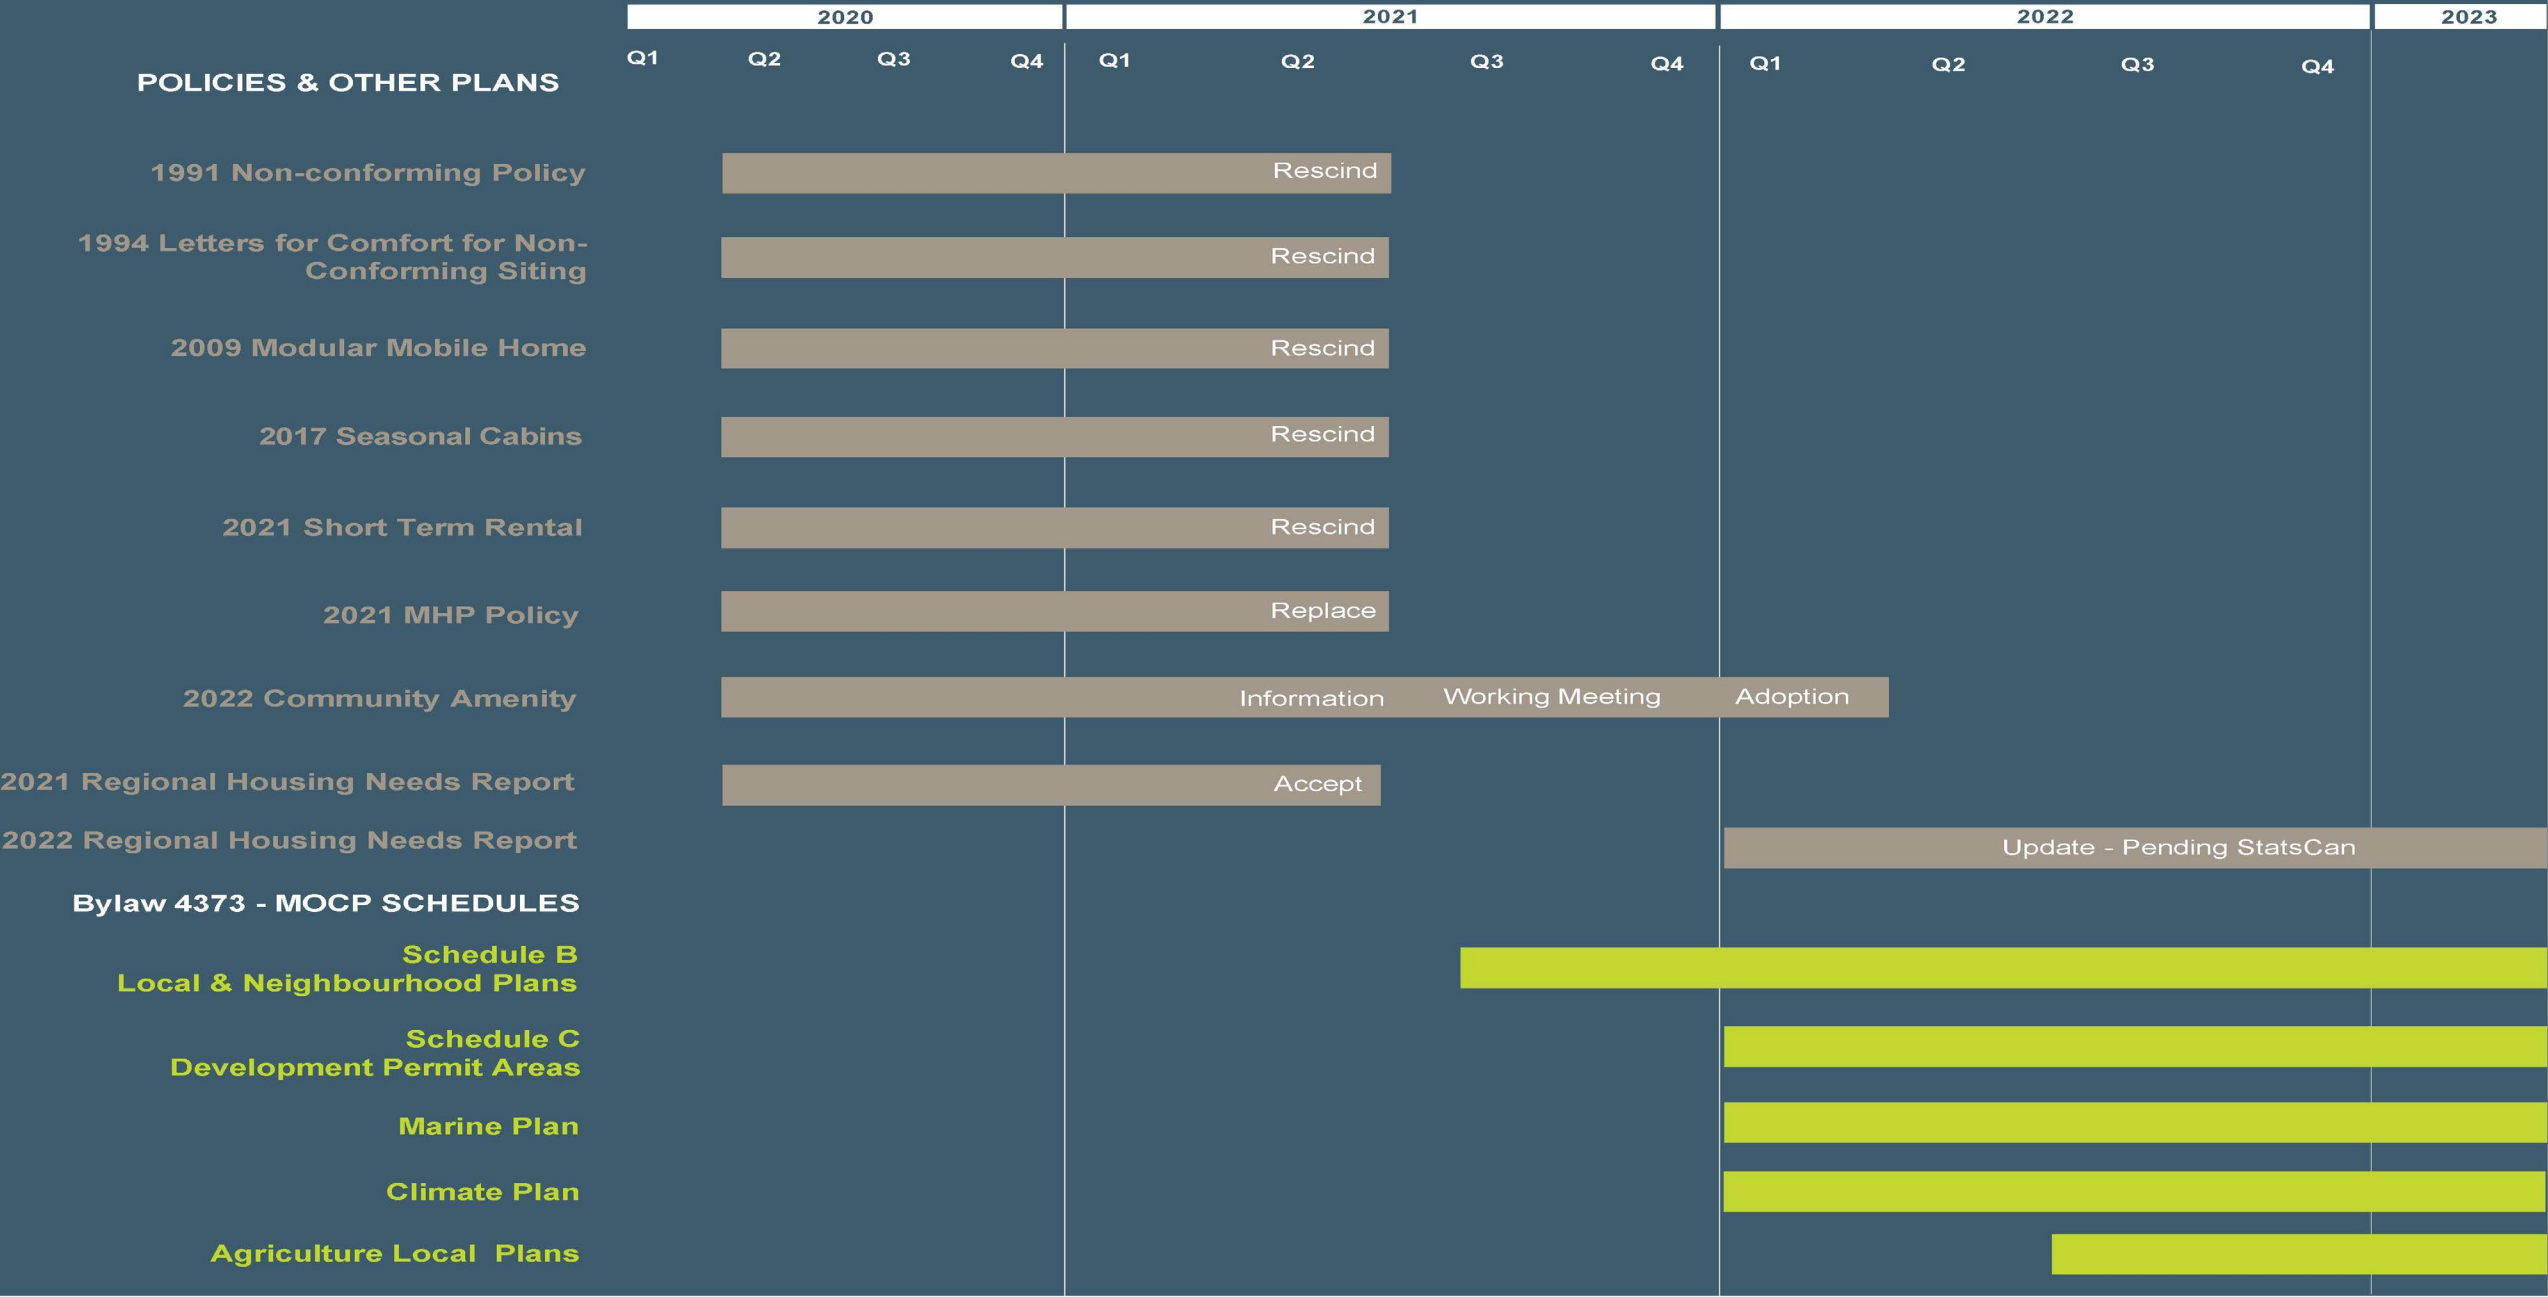 2020 2021 2022 2023
Q1 Q2 Q3 Q4 Q1 Q2 Q3 Q4 Q1 Q2 Q3 Q4
POLICIES & OTHER PLANS
1991 Non-conforming Policy Rescind
1994 Letters for Comfort for Non-
Conforming Siting Rescind
2009 Modular Mobile Home Rescind
2017 Seasonal Cabins Rescind
2021 Short Term Rental Rescind
2021 MHP Policy Replace
2022 Community Amenity Information Working Meeting Adoption
2021 Regional Housing Needs Report Accept
2022 Regional Housing Needs Report Update - Pending StatsCan
Bylaw 4373 - MOCP SCHEDULES
Schedule B
Local & Neighbourhood Plans
Schedule C
Development Permit Areas
Marine Plan
Climate Plan
Agriculture Local Plans